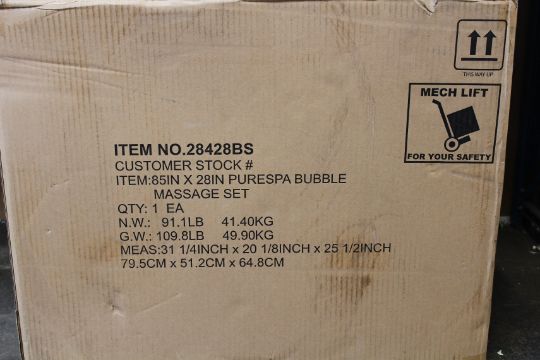 THIS WAY UP
MECH LIFT
FOR YOUR SAFETY
ITEM NO.28428BS
CUSTOMER STOCK #
ITEM:85IN X 28IN PURESPA BUBBLE
MASSAGE SET
QTY: 1 EA
N.W.: 91.1LB 41.40KG
G.W.: 109.8LB 49.90KG
MEAS:31 1/4INCH x 20 1/8INCH x 25 1/2INCH
79.5CM x 51.2CM x 64.8CM